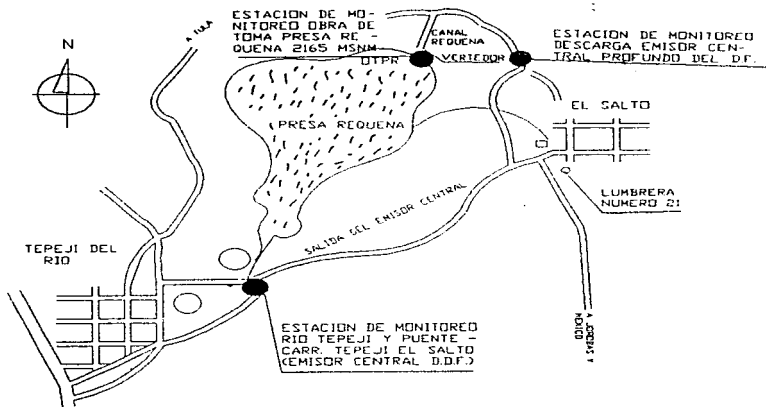 ESTACION DE MO-
NITOREO OBRA DE
TOMA PRESA RE-
QUENA 2165 MSNM
OTPR
CANAL
REQUENA
VERTEDOR
ESTACION DE MONITOREO
DESCARGA EMISOR CEN-
TRAL PROFUNDO DEL D.F.
A TULA
N
EL SALTO
PRESA REQUENA
LUMBRERA
NUMERO 21
SALIDA DEL EMISOR CENTRAL
TEPEJI DEL
RIO
ESTACION DE MONITOREO
RIO TEPEJI Y PUENTE -
CARR. TEPEJI EL SALTO
(EMISOR CENTRAL D.D.F.)
MEXICO